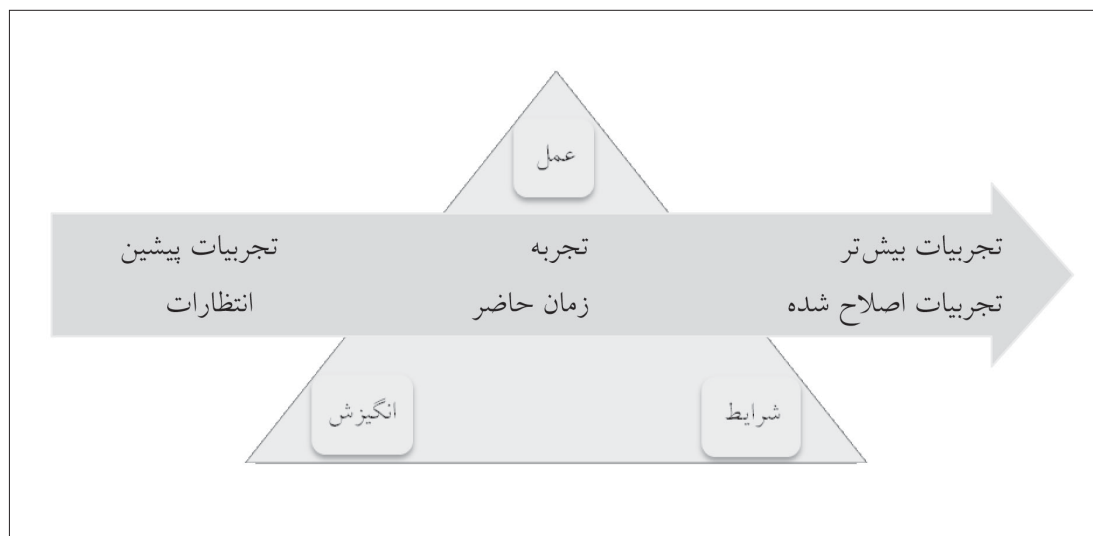 عمل
تجربیات پیشین تجربه تجربیات بیش‌تر
انتظارات زمان حاضر تجربیات اصلاح شده
انگیزش شرایط